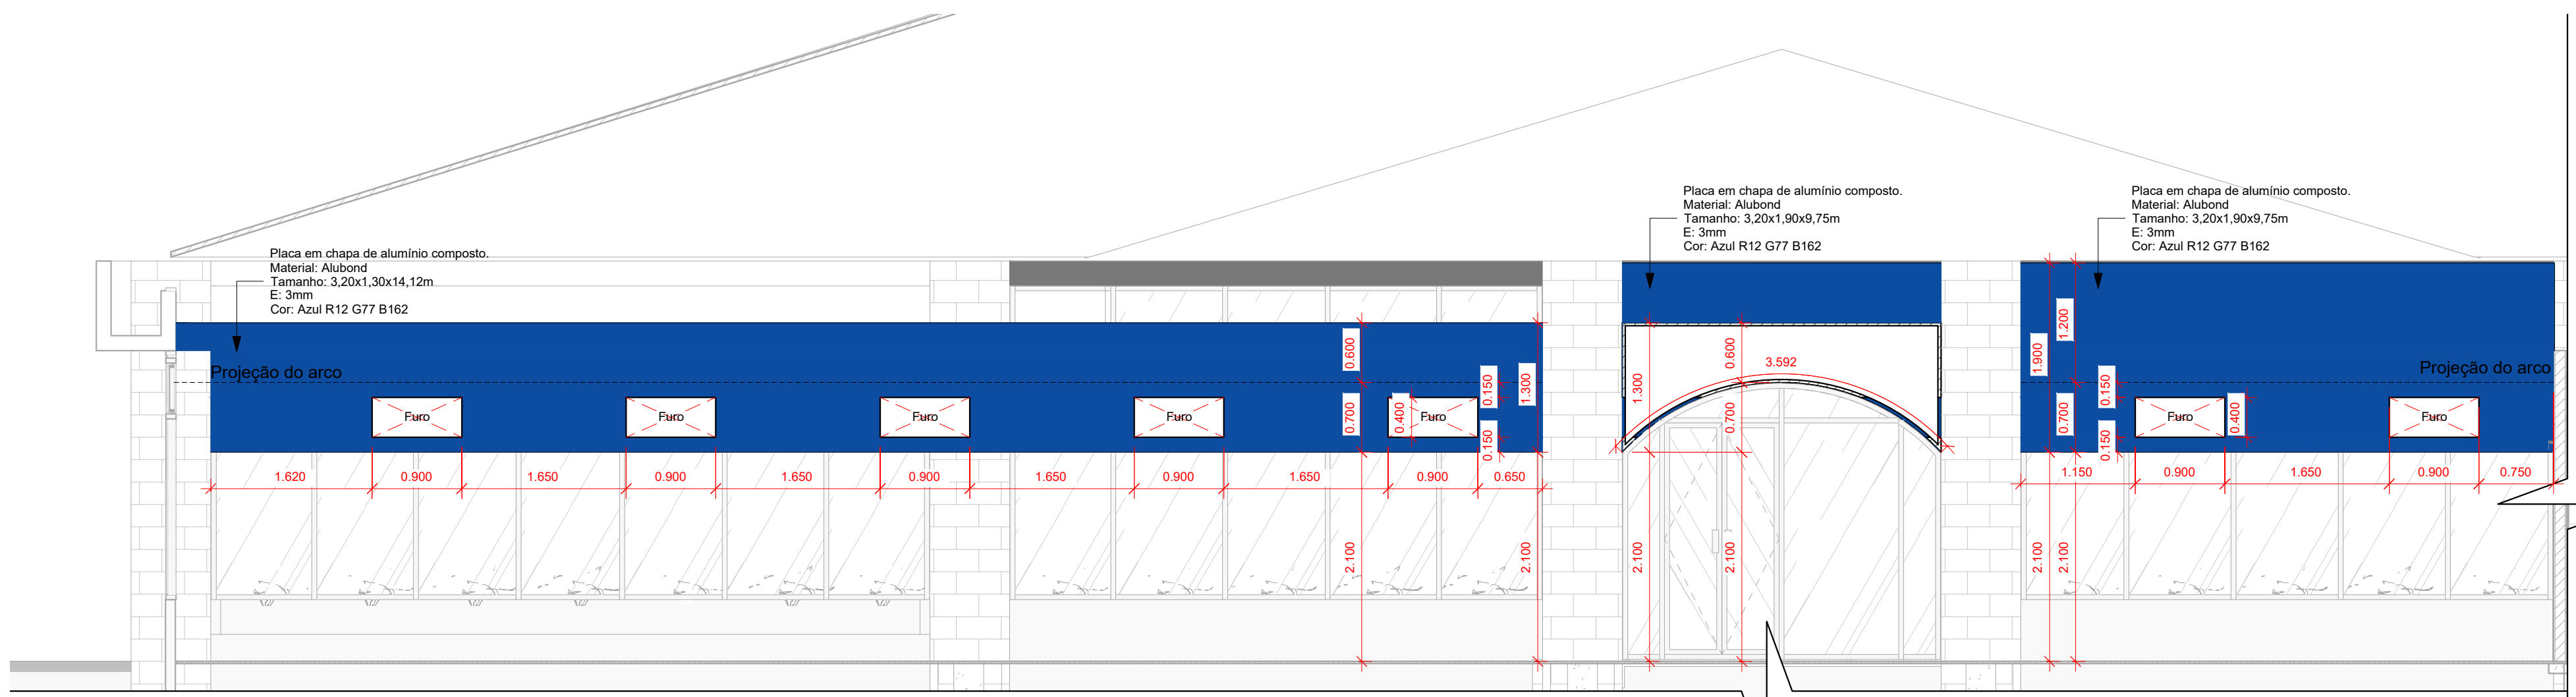 Placa em chapa de alumínio composto.
Material: Alubond
Tamanho: 3,20x1,30x14,12m
E: 3mm
Cor: Azul R12 G77 B162
Placa em chapa de alumínio composto.
Material: Alubond
Tamanho: 3,20x1,90x9,75m
E: 3mm
Cor: Azul R12 G77 B162
Placa em chapa de alumínio composto.
Material: Alubond
Tamanho: 3,20x1,90x9,75m
E: 3mm
Cor: Azul R12 G77 B162
Projeção do arco
Projeção do arco
Furo
Furo
Furo
Furo
Furo
Furo
Furo
0.600
0.700
0.400
0.150
0.150
1.300
1.300
0.600
3.592
0.700
1.900
1.200
0.700
0.150
0.150
0.400
1.620
0.900
1.650
0.900
1.650
0.900
1.650
0.900
1.650
0.900
0.650
1.150
0.900
1.650
0.900
0.750
2.100
2.100
2.100
2.100
2.100
2.100